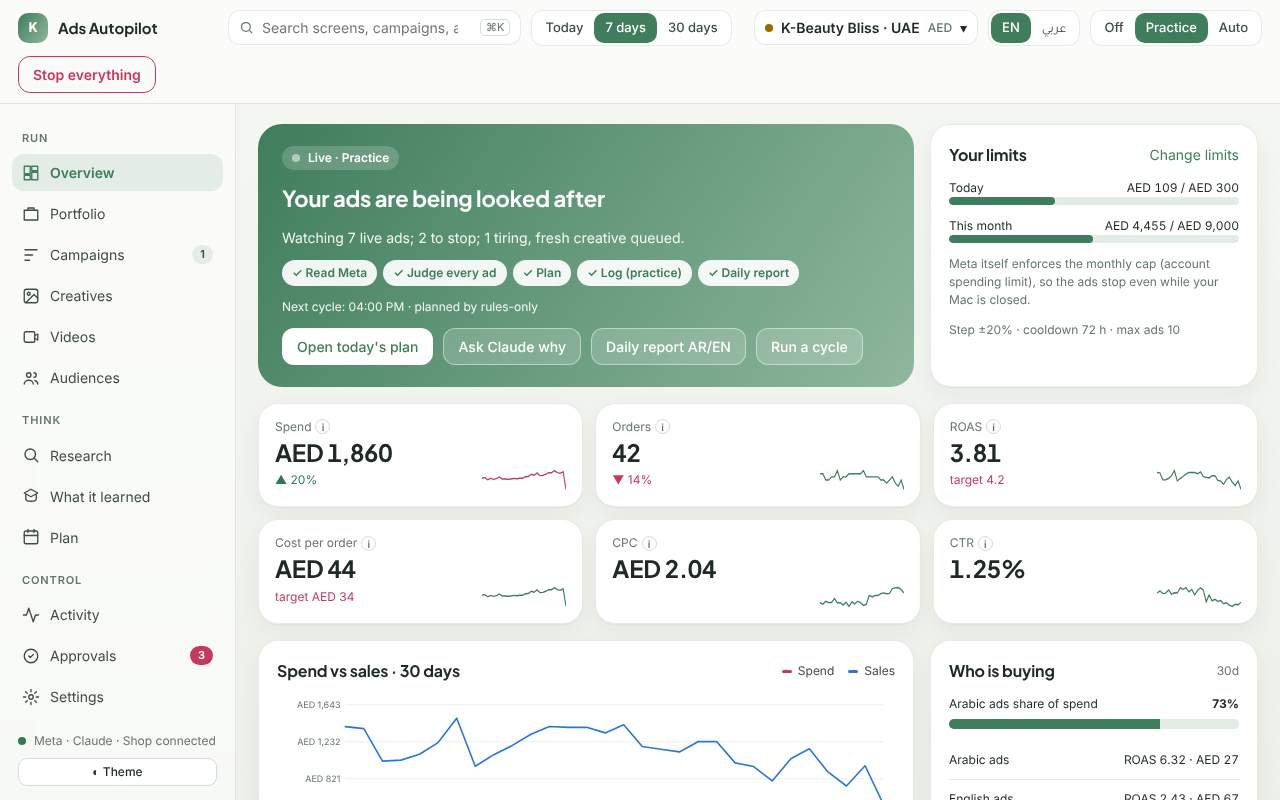 K Ads Autopilot
Search screens, campaigns, ⌘K
Today 7 days 30 days
K-Beauty Bliss · UAE AED ▾
EN عربي
Off Practice Auto
Stop everything
RUN
Overview
Portfolio
Campaigns 1
Creatives
Videos
Audiences
THINK
Research
What it learned
Plan
CONTROL
Activity
Approvals 3
Settings
Meta · Claude · Shop connected
Theme
Live · Practice
Your ads are being looked after
Watching 7 live ads; 2 to stop; 1 tiring, fresh creative queued.
✓ Read Meta ✓ Judge every ad ✓ Plan ✓ Log (practice) ✓ Daily report
Next cycle: 04:00 PM · planned by rules-only
Open today's plan Ask Claude why Daily report AR/EN Run a cycle
Your limits Change limits
Today AED 109 / AED 300
This month AED 4,455 / AED 9,000
Meta itself enforces the monthly cap (account
spending limit), so the ads stop even while your
Mac is closed.
Step ±20% · cooldown 72 h · max ads 10
Spend i
AED 1,860
▲ 20%
Orders i
42
▼ 14%
ROAS i
3.81
target 4.2
Cost per order i
AED 44
target AED 34
CPC i
AED 2.04
CTR i
1.25%
Spend vs sales · 30 days
Spend Sales
AED 1,643
AED 1,232
AED 821
Who is buying 30d
Arabic ads share of spend 73%
Arabic ads ROAS 6.32 · AED 27
English ads ROAS 2.43 · AED 67